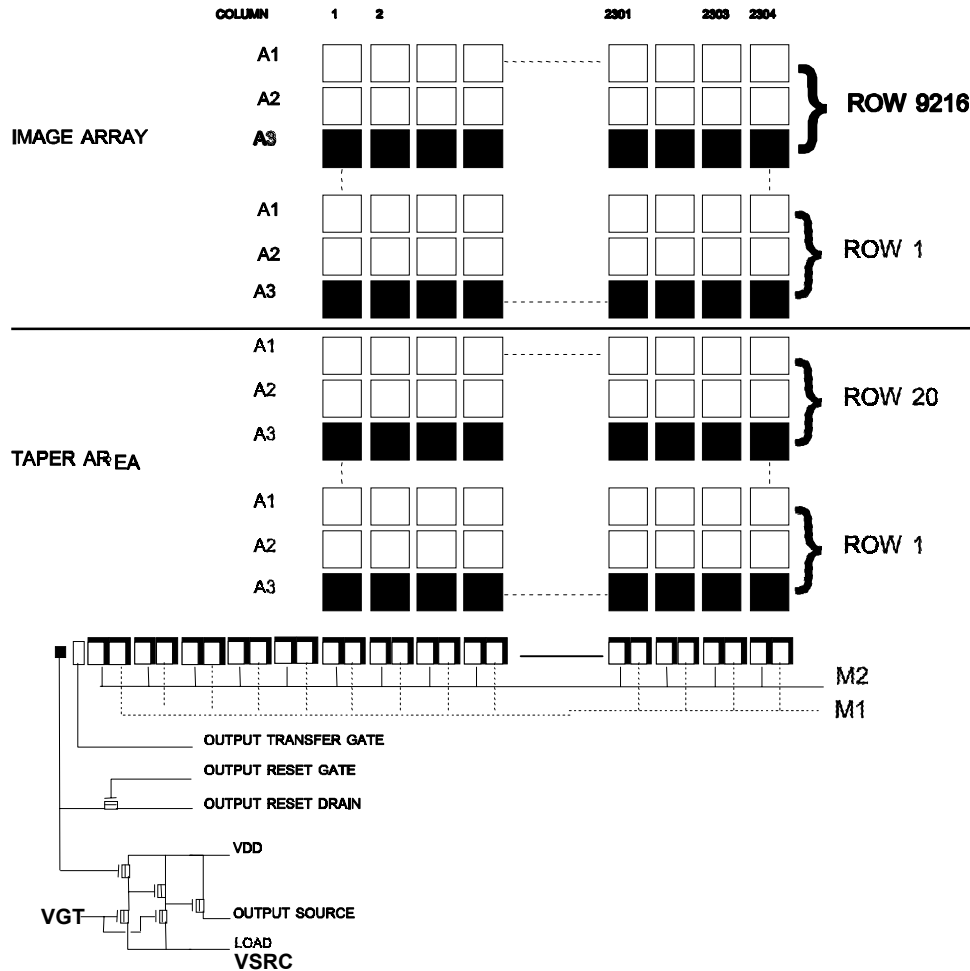 COLUMN 1 2 2301 2303 2304
A1
A2
ROW 9216
IMAGE ARRAY A3
A1
A2 ROW 1
A3
A1
A2 ROW 20
A3
TAPER AREA
A1
A2 ROW 1
A3
M2
M1
OUTPUT TRANSFER GATE
OUTPUT RESET GATE
OUTPUT RESET DRAIN
VDD
VGT OUTPUT SOURCE
LOAD
VSRC